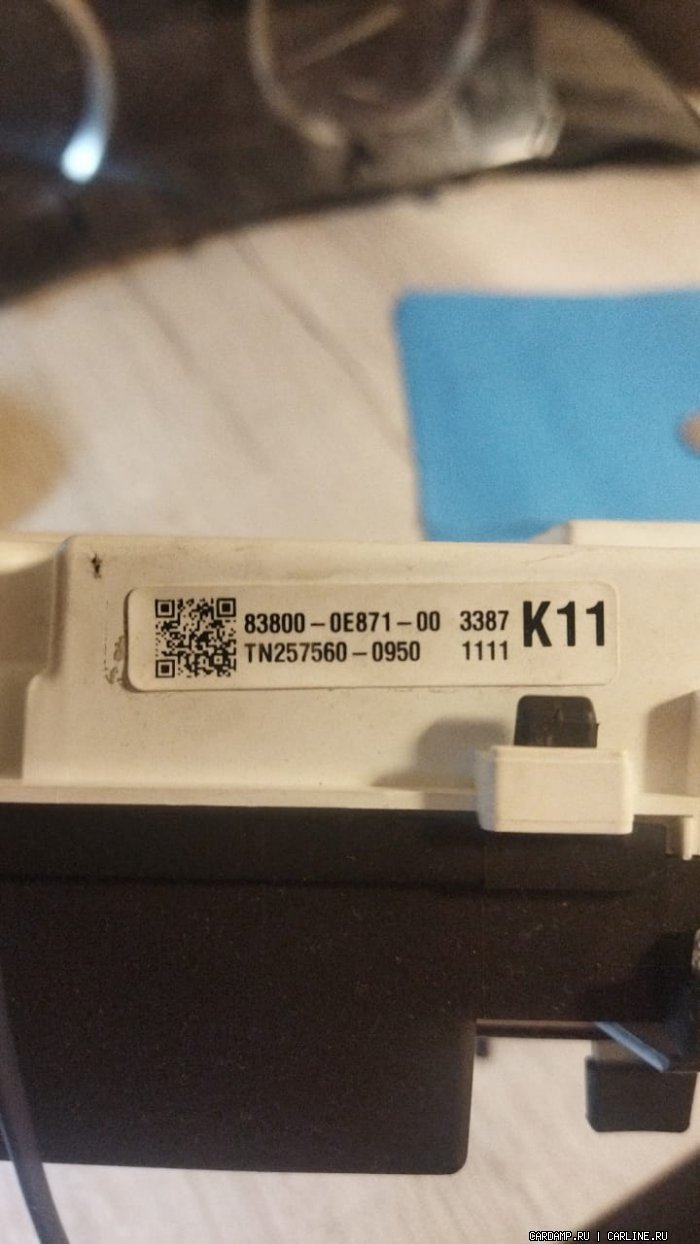 83800-0E871-00 3387 K11
TN257560-0950 1111
CARDAMP.RU | CARLINE.RU